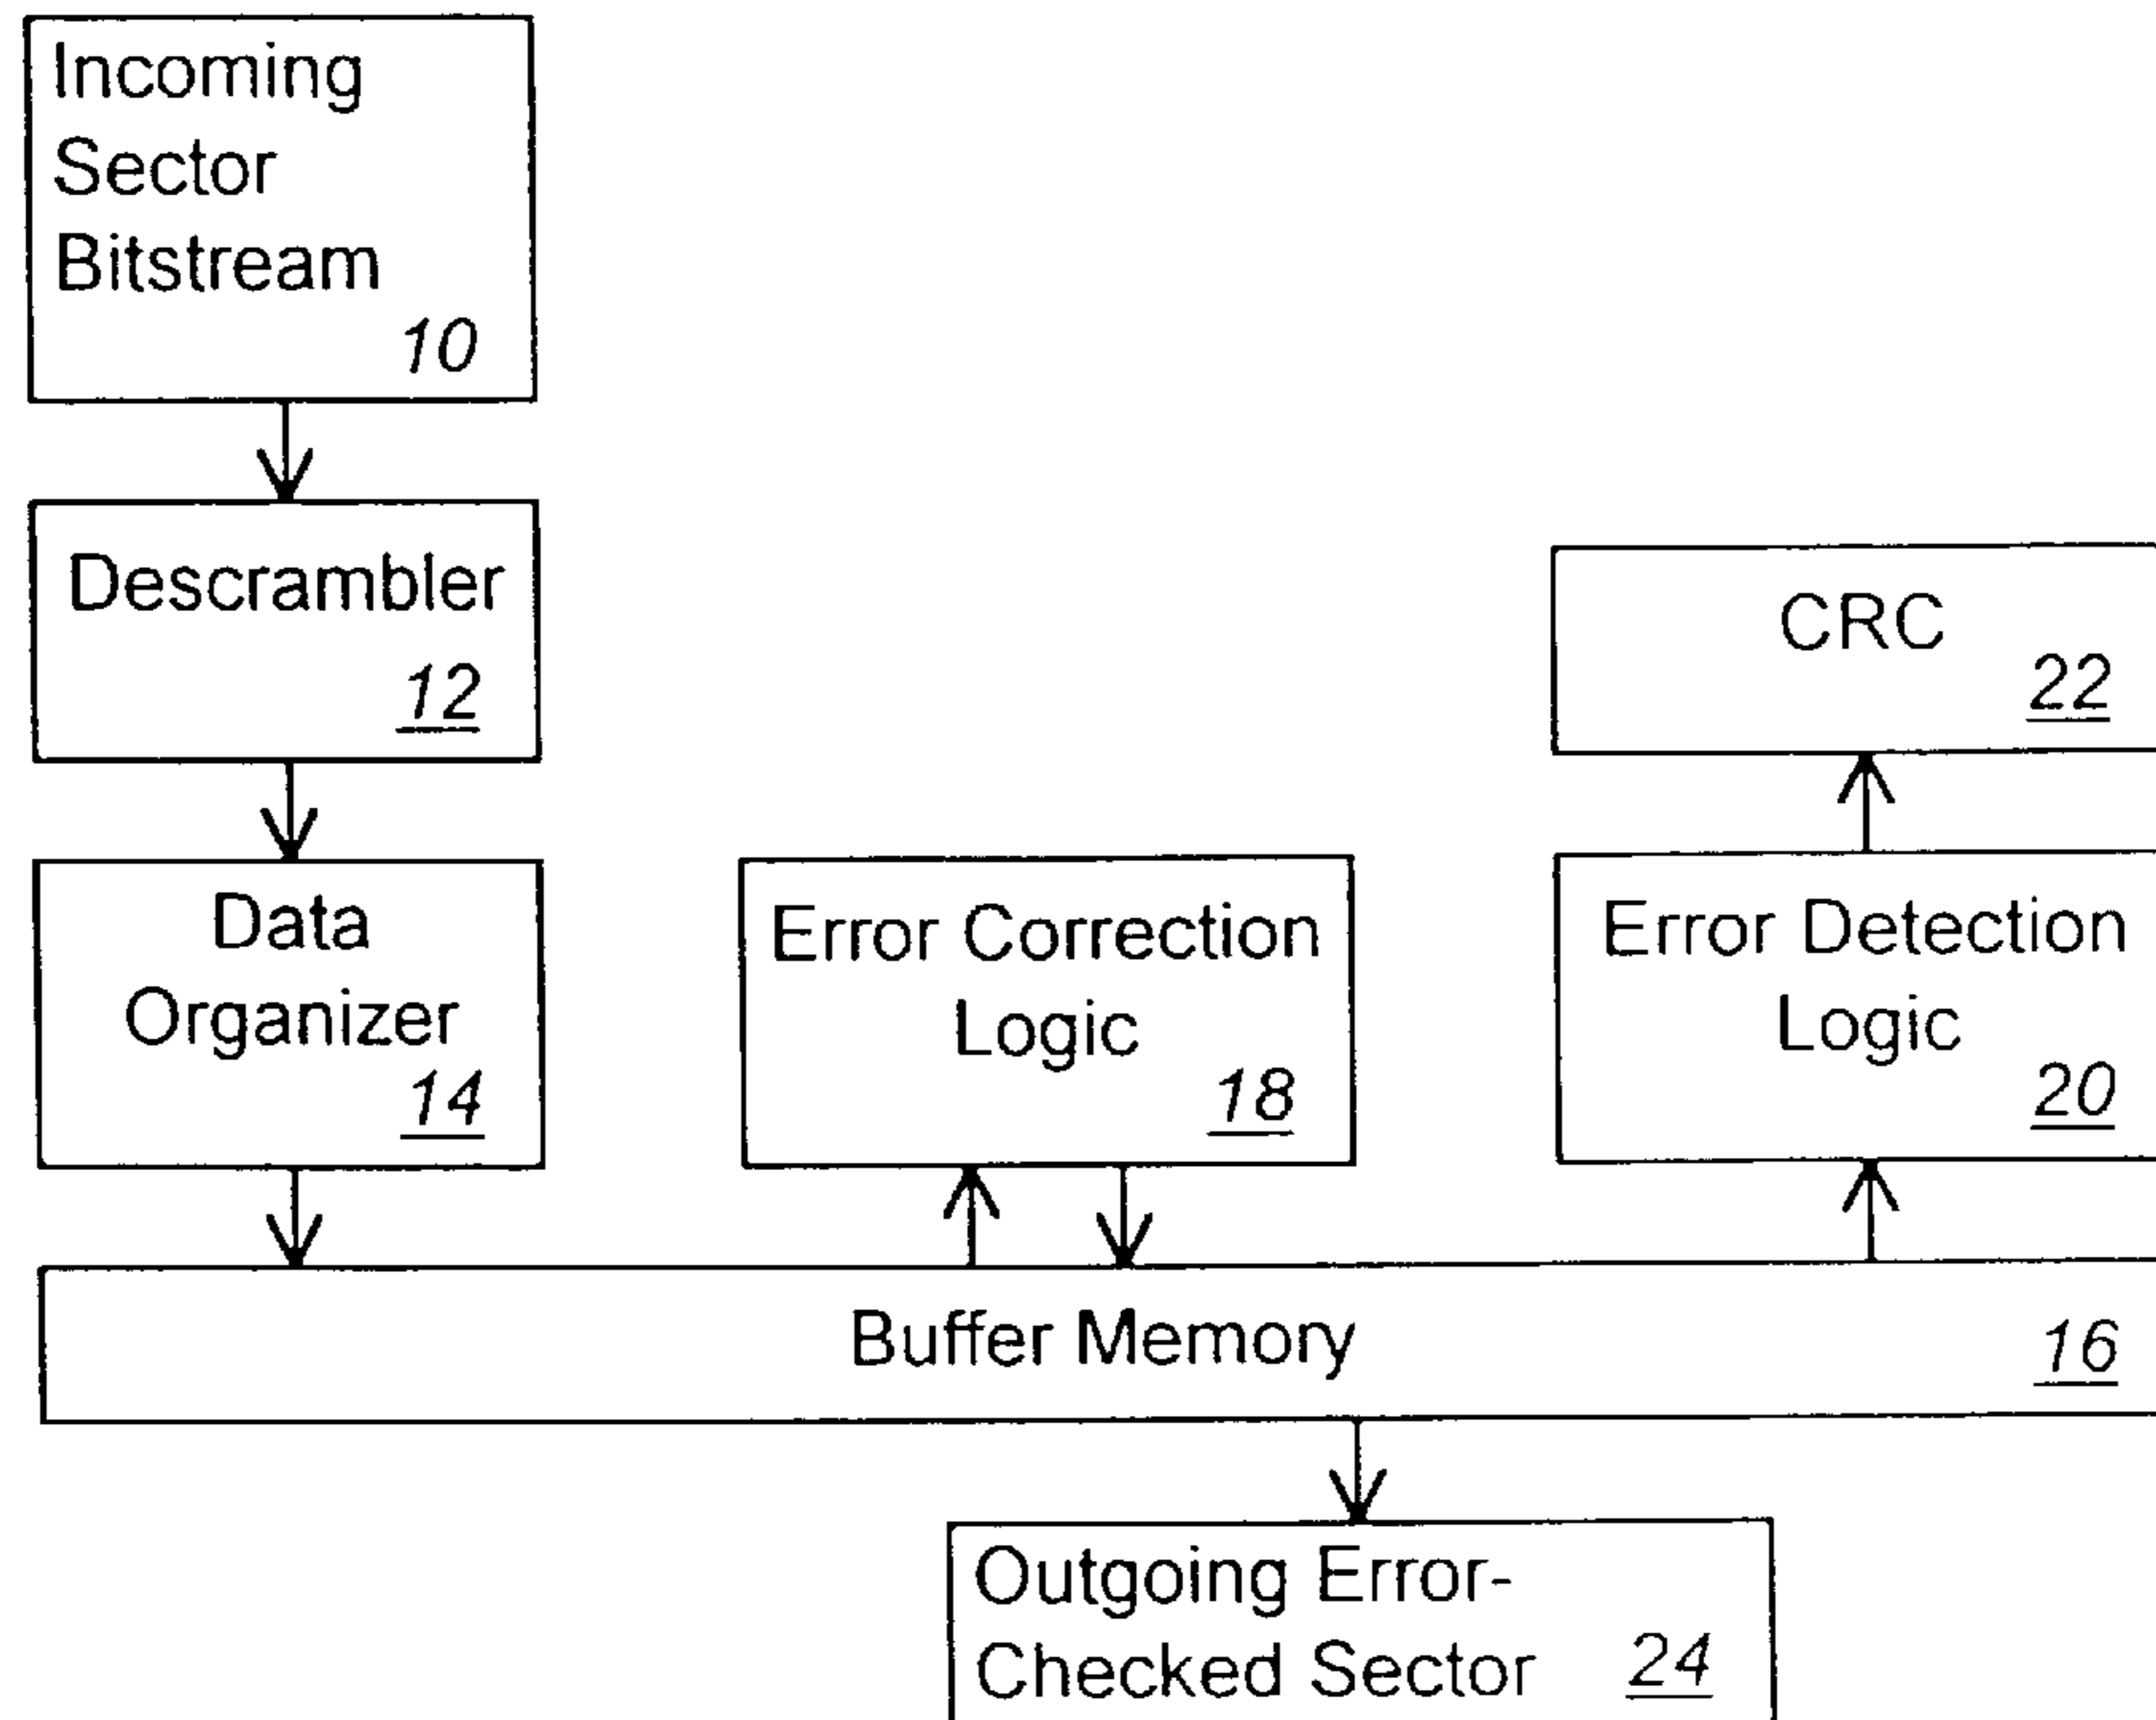 Incoming
Sector
Bitstream
10
Descrambler
12
Data
Organizer
14
Error Correction
Logic
18
CRC
22
Error Detection
Logic
20
Buffer Memory
16
Outgoing Error-
Checked Sector
24